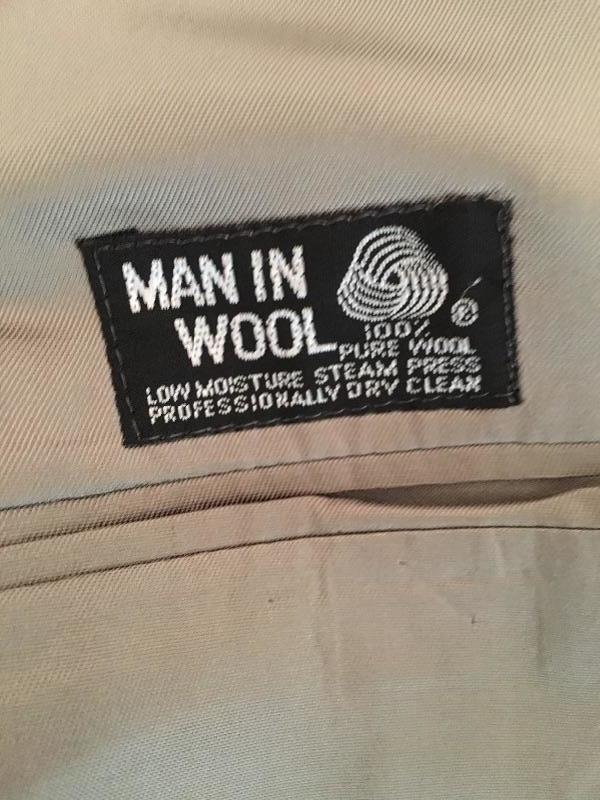 MAN IN
WOOL
®
100%
PURE WOOL
LOW MOISTURE STEAM PRESS
PROFESSIONALLY DRY CLEAN